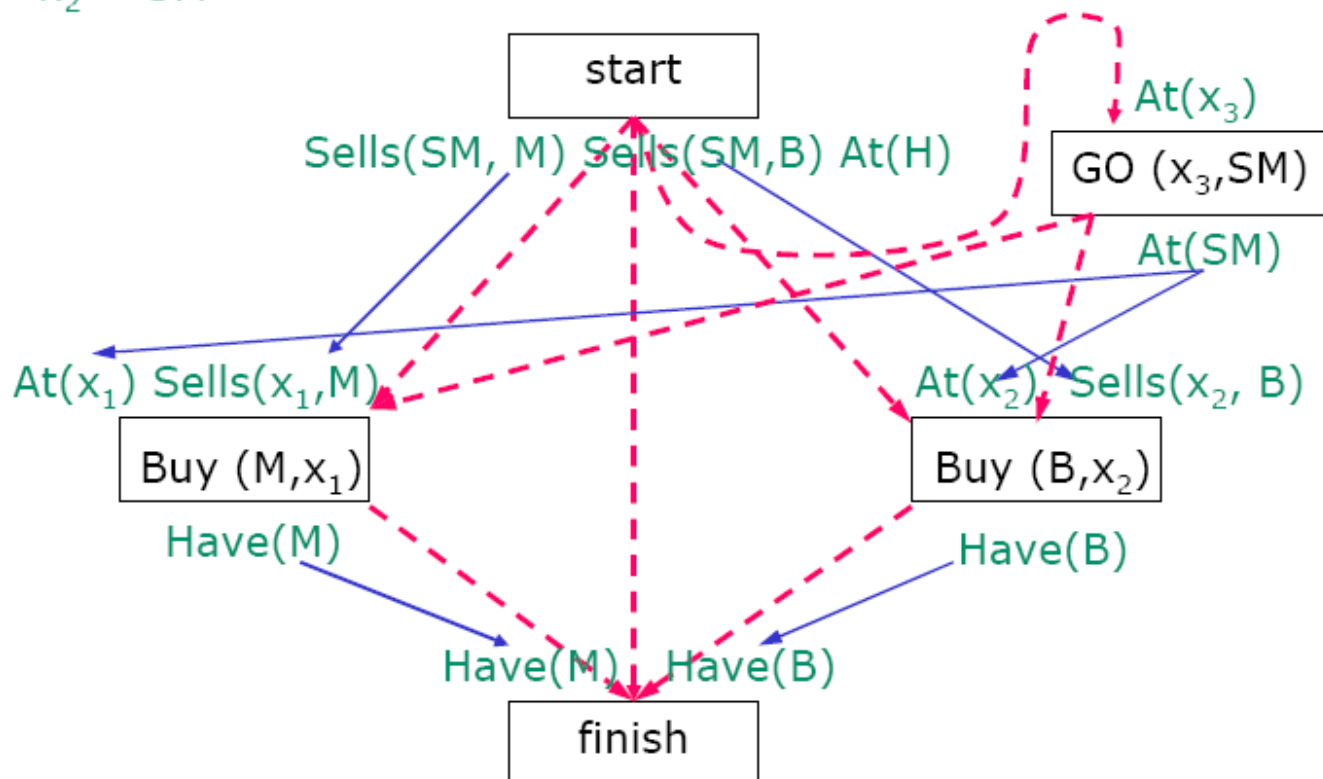 start
At(x₃)
Sells(SM, M) Sells(SM,B) At(H)
GO (x₃,SM)
At(SM)
At(x₁) Sells(x₁,M)
At(x₂) Sells(x₂, B)
Buy (M,x₁)
Buy (B,x₂)
Have(M)
Have(B)
Have(M) Have(B)
finish